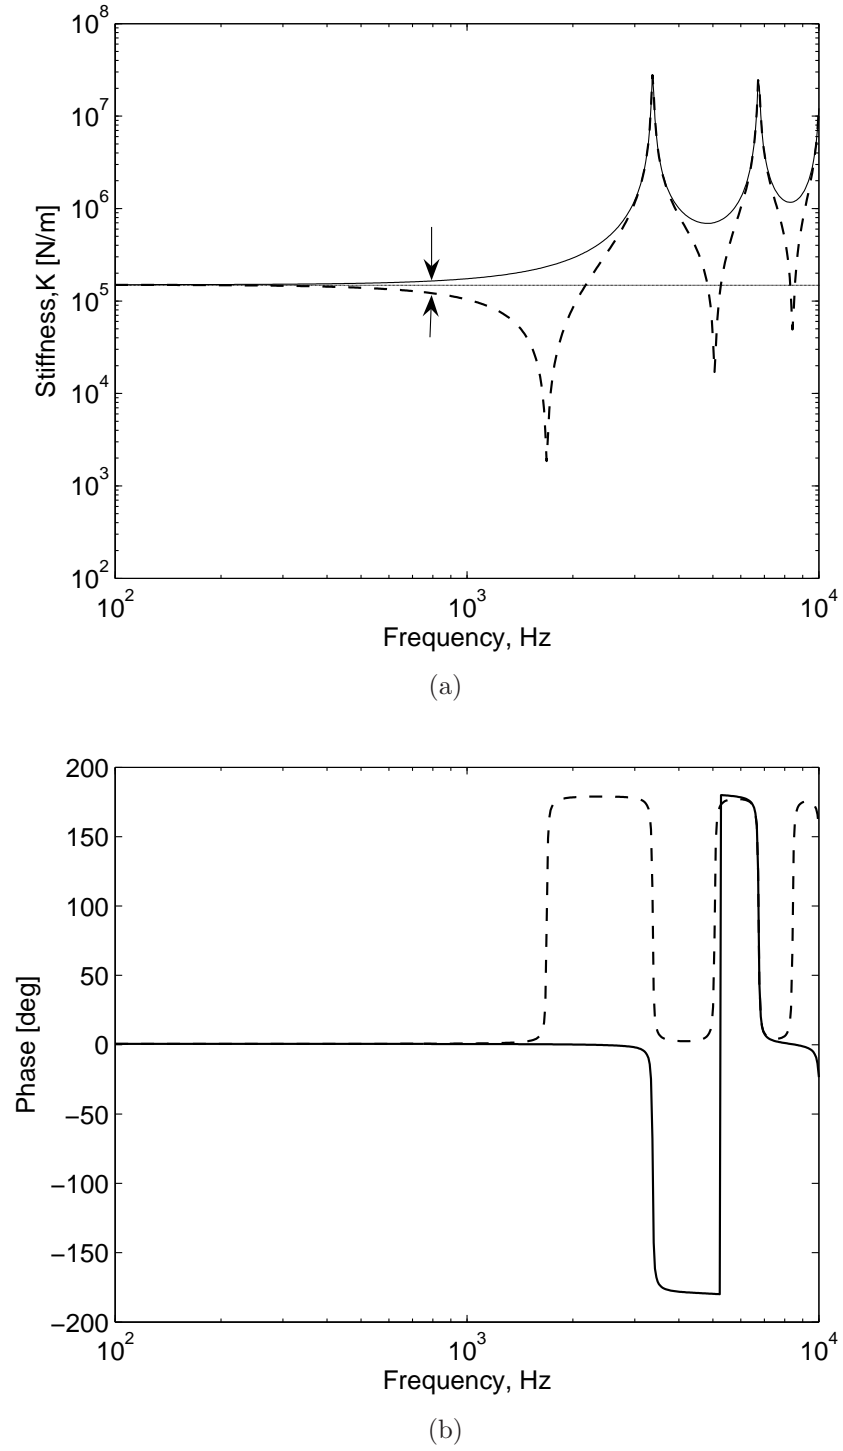 10^8
10^7
10^6
10^5
10^4
10^3
10^2
Stiffness,K [N/m]
10^2 10^3 10^4
Frequency, Hz
(a)
200
150
100
50
0
−50
−100
−150
−200
Phase [deg]
10^2 10^3 10^4
Frequency, Hz
(b)